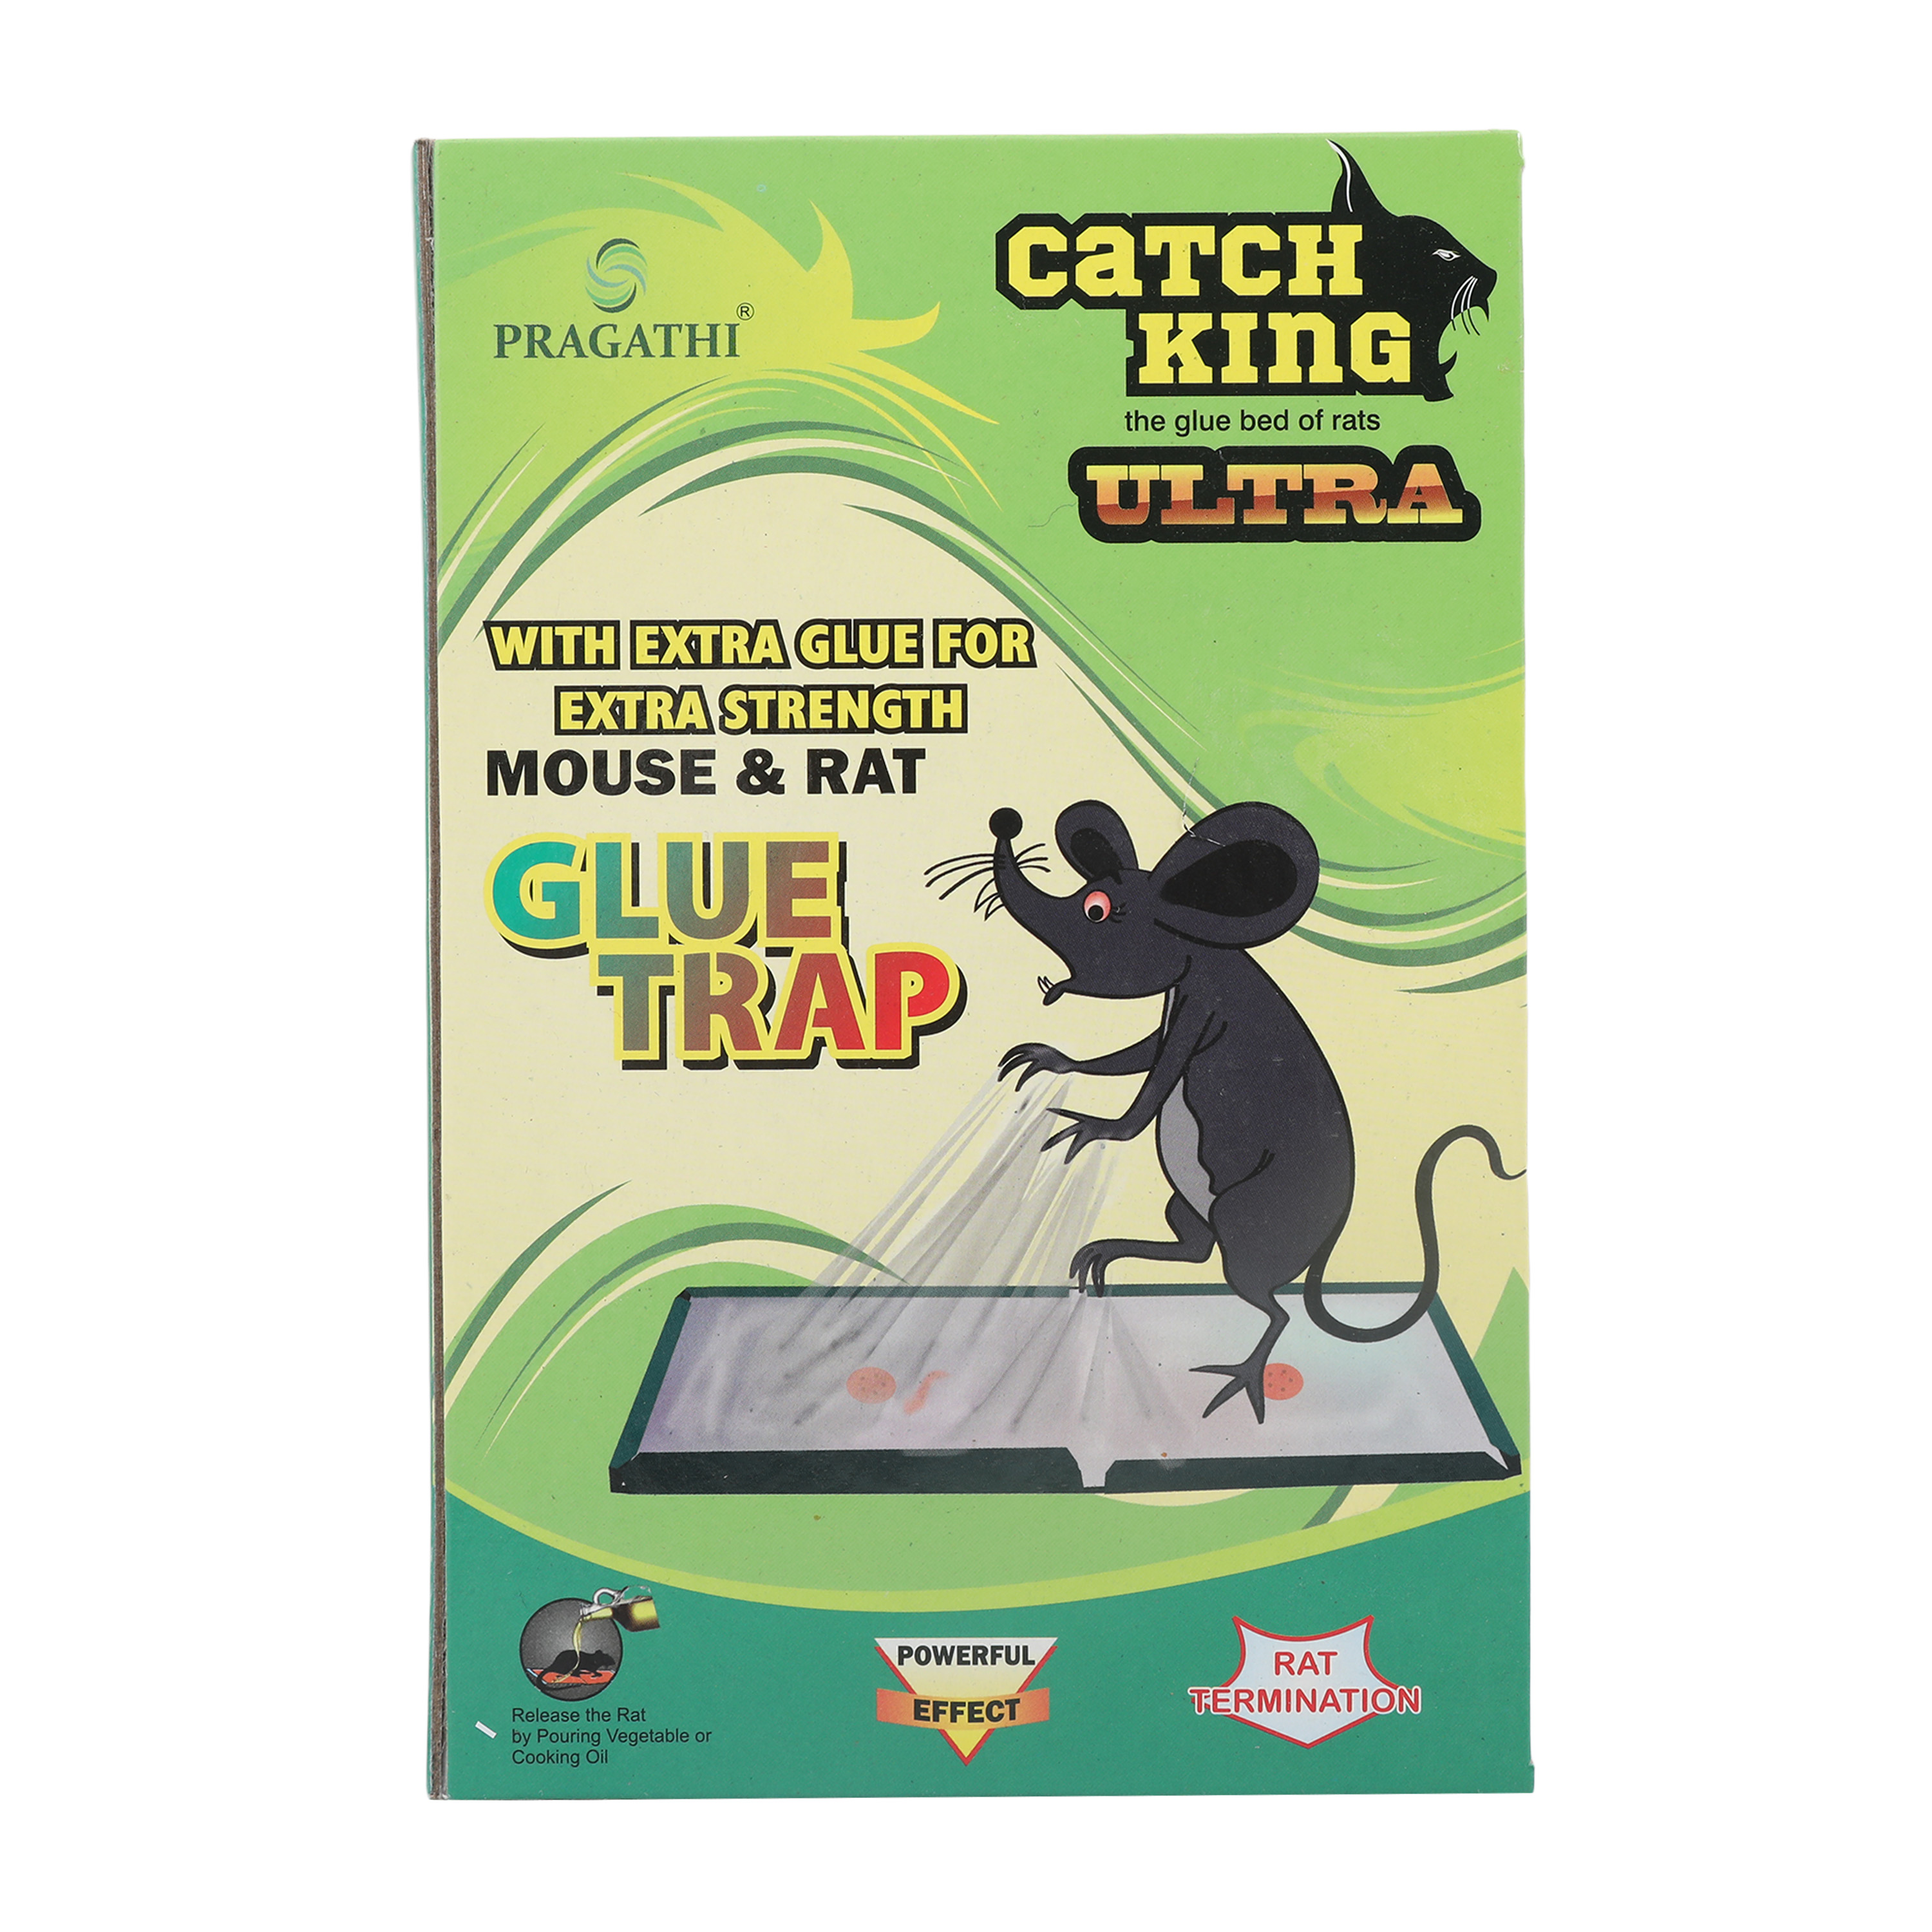 PRAGATHI®
CATCH
KING
the glue bed of rats
ULTRA
WITH EXTRA GLUE FOR
EXTRA STRENGTH
MOUSE & RAT
GLUE
TRAP
Release the Rat
by Pouring Vegetable or
Cooking Oil
POWERFUL
EFFECT
RAT
TERMINATION